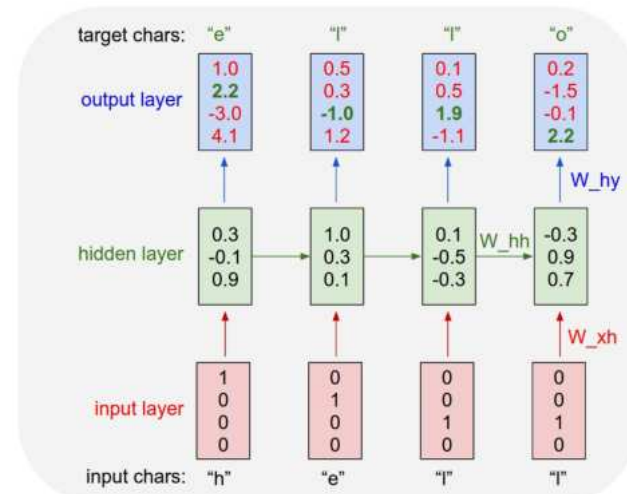 target chars: “e” “l” “l” “o”
output layer
1.0 0.5 0.1 0.2
2.2 0.3 0.5 -1.5
-3.0 -1.0 1.9 -0.1
4.1 1.2 -1.1 2.2
W_hy
hidden layer
0.3 1.0 0.1 -0.3
-0.1 0.3 -0.5 0.9
0.9 0.1 -0.3 0.7
W_hh
W_xh
input layer
1 0 0 0
0 1 0 0
0 0 1 1
0 0 0 0
input chars: “h” “e” “l” “l”